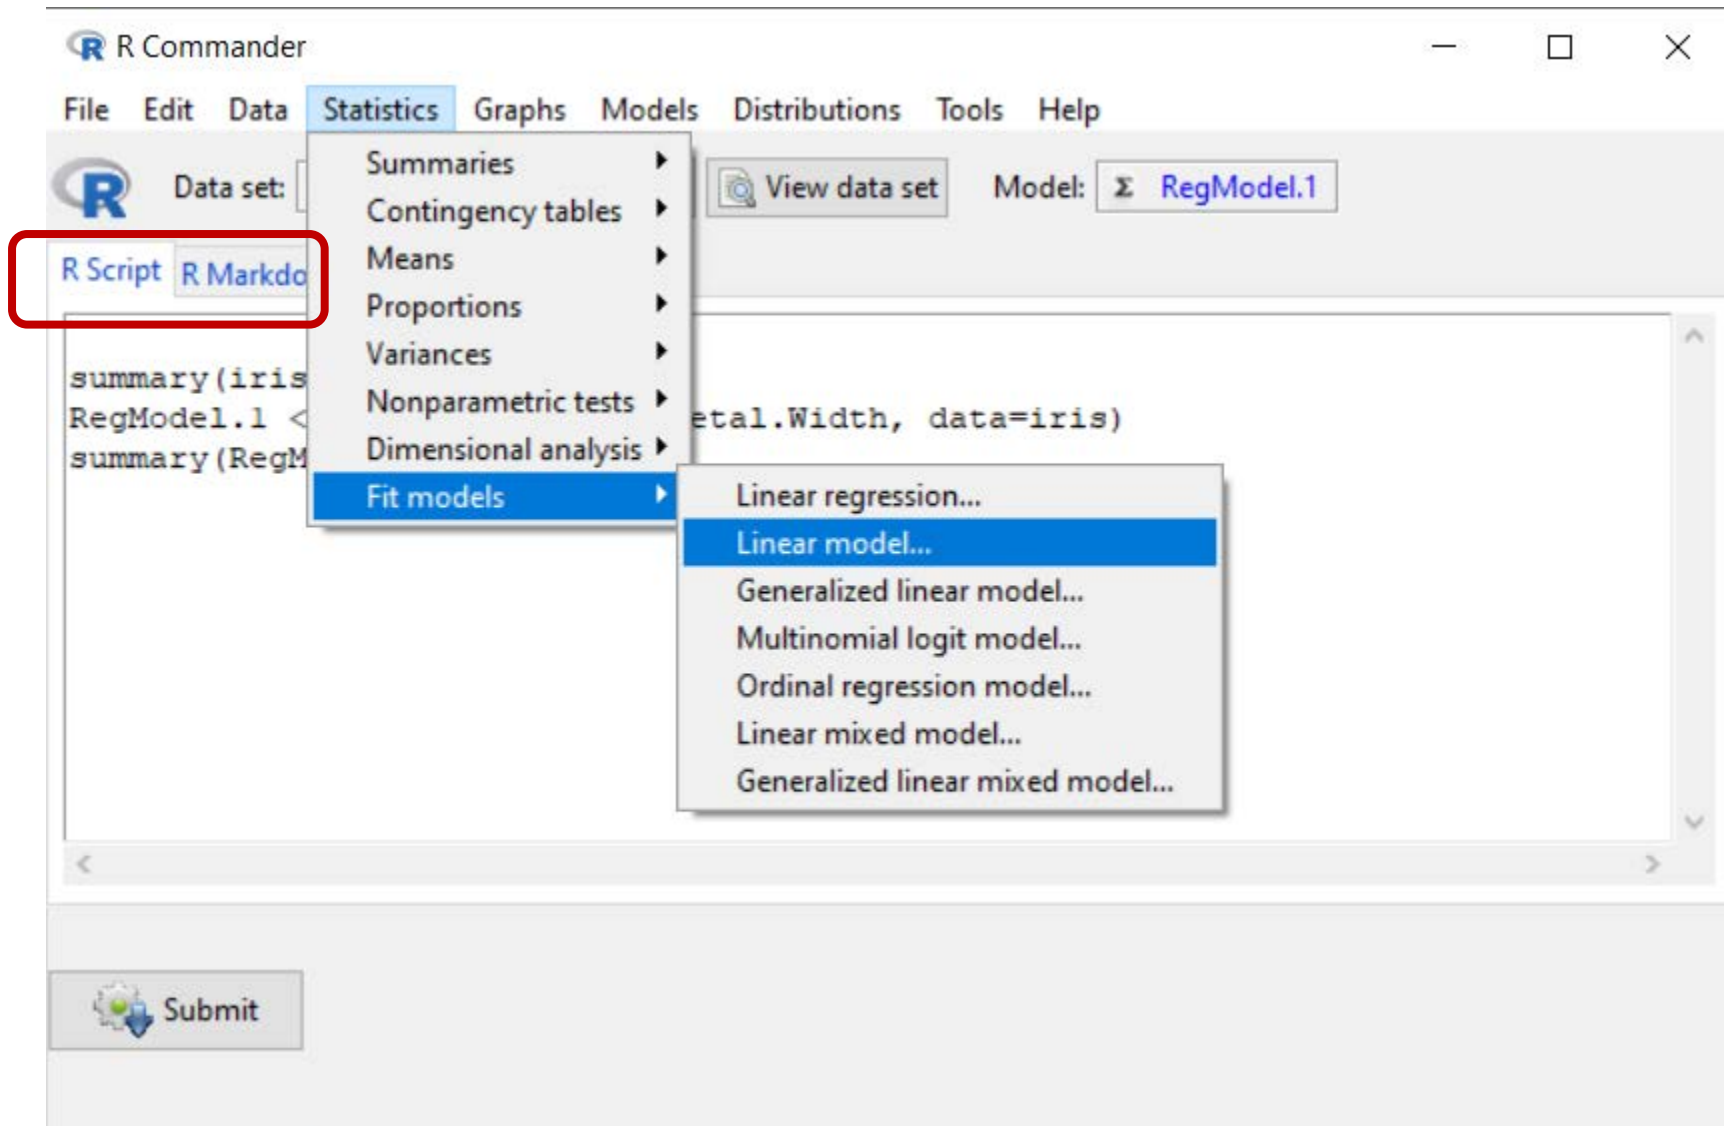 R Commander
File Edit Data Statistics Graphs Models Distributions Tools Help
Data set: View data set Model: Σ RegModel.1
R Script R Markdo
Summaries
Contingency tables
Means
Proportions
Variances
Nonparametric tests
Dimensional analysis
Fit models
Linear regression...
Linear model...
Generalized linear model...
Multinomial logit model...
Ordinal regression model...
Linear mixed model...
Generalized linear mixed model...
summary(iris
RegModel.1 < etal.Width, data=iris)
summary(RegM
Submit